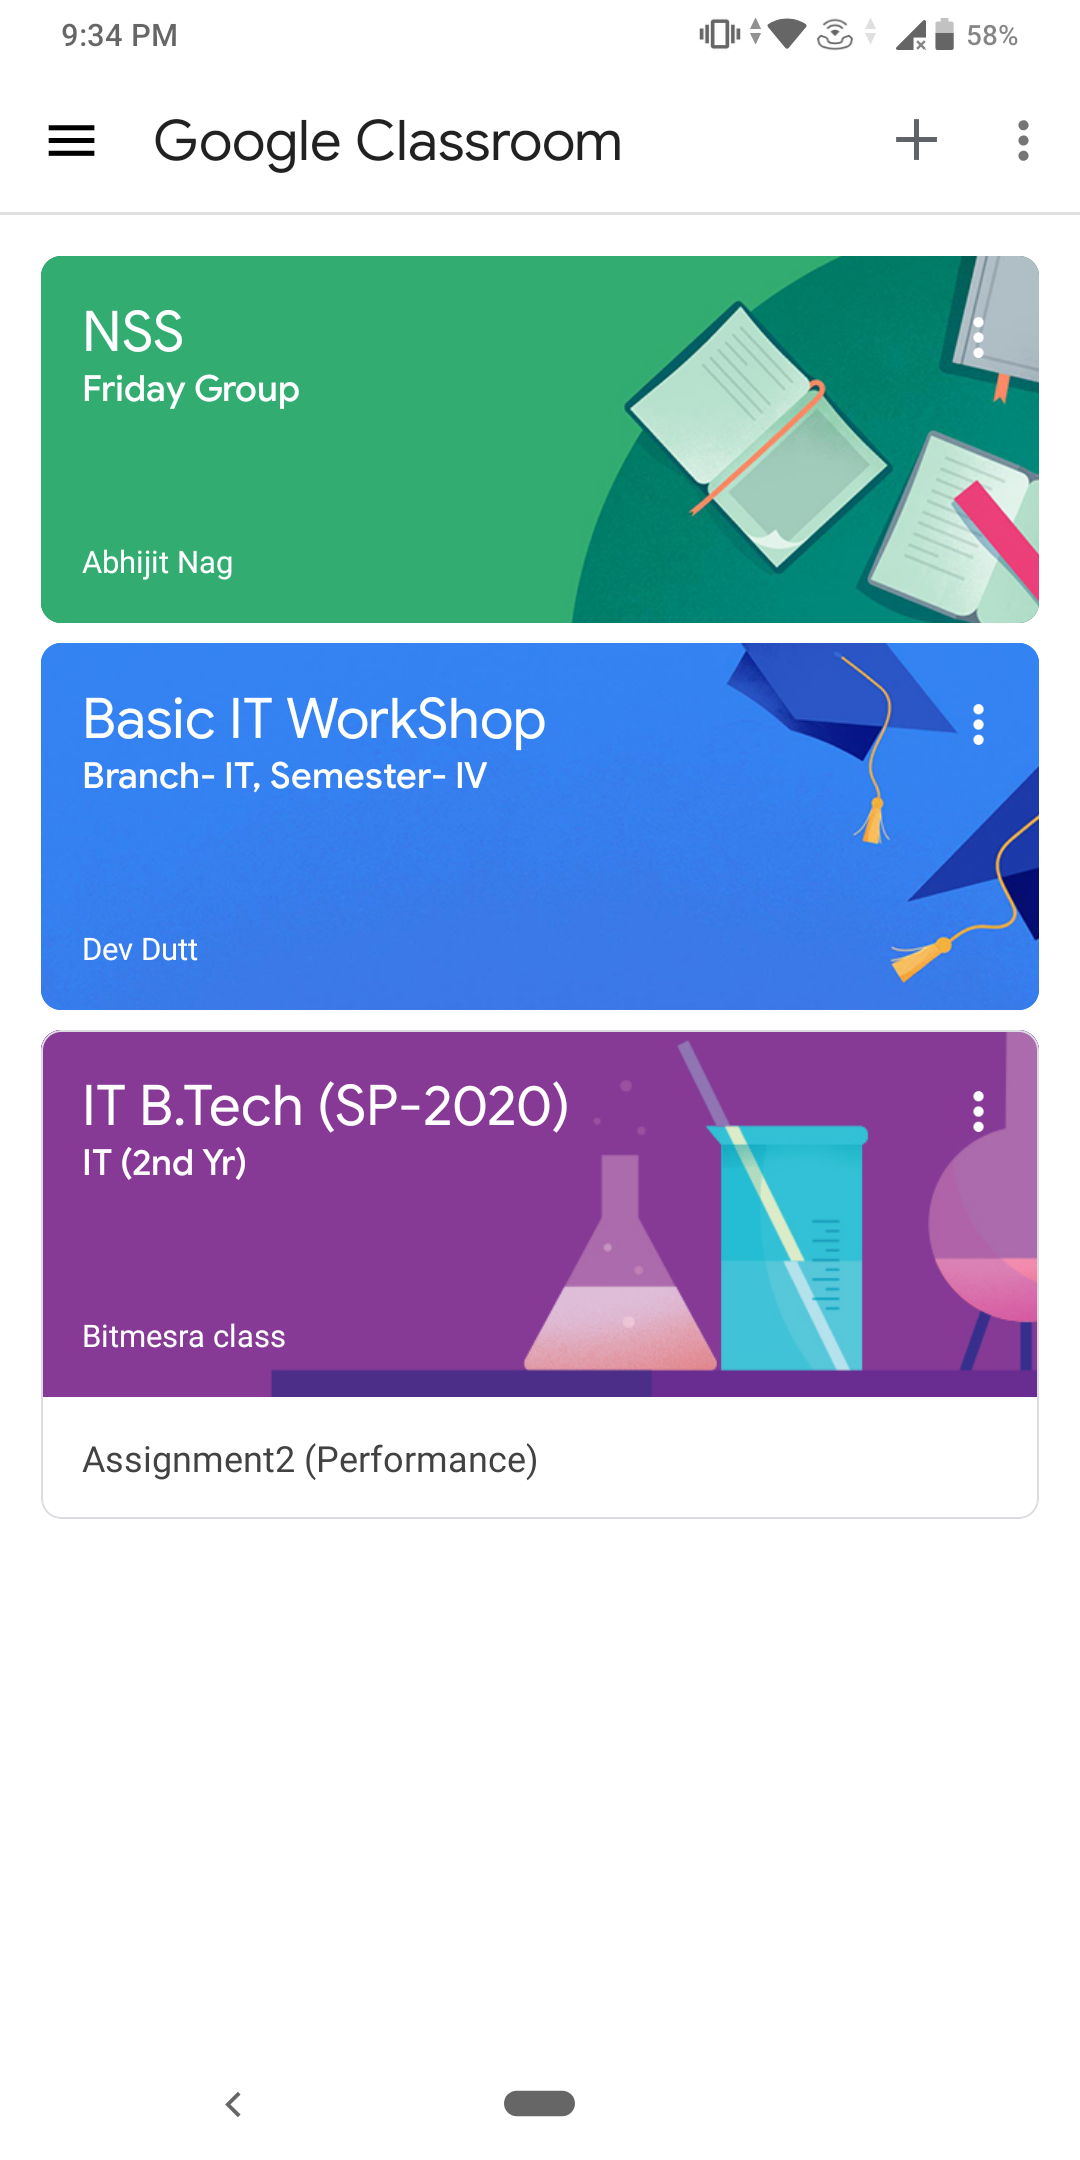 9:34 PM
58%
Google Classroom
NSS
Friday Group
Abhijit Nag
Basic IT WorkShop
Branch- IT, Semester- IV
Dev Dutt
IT B.Tech (SP-2020)
IT (2nd Yr)
Bitmesra class
Assignment2 (Performance)